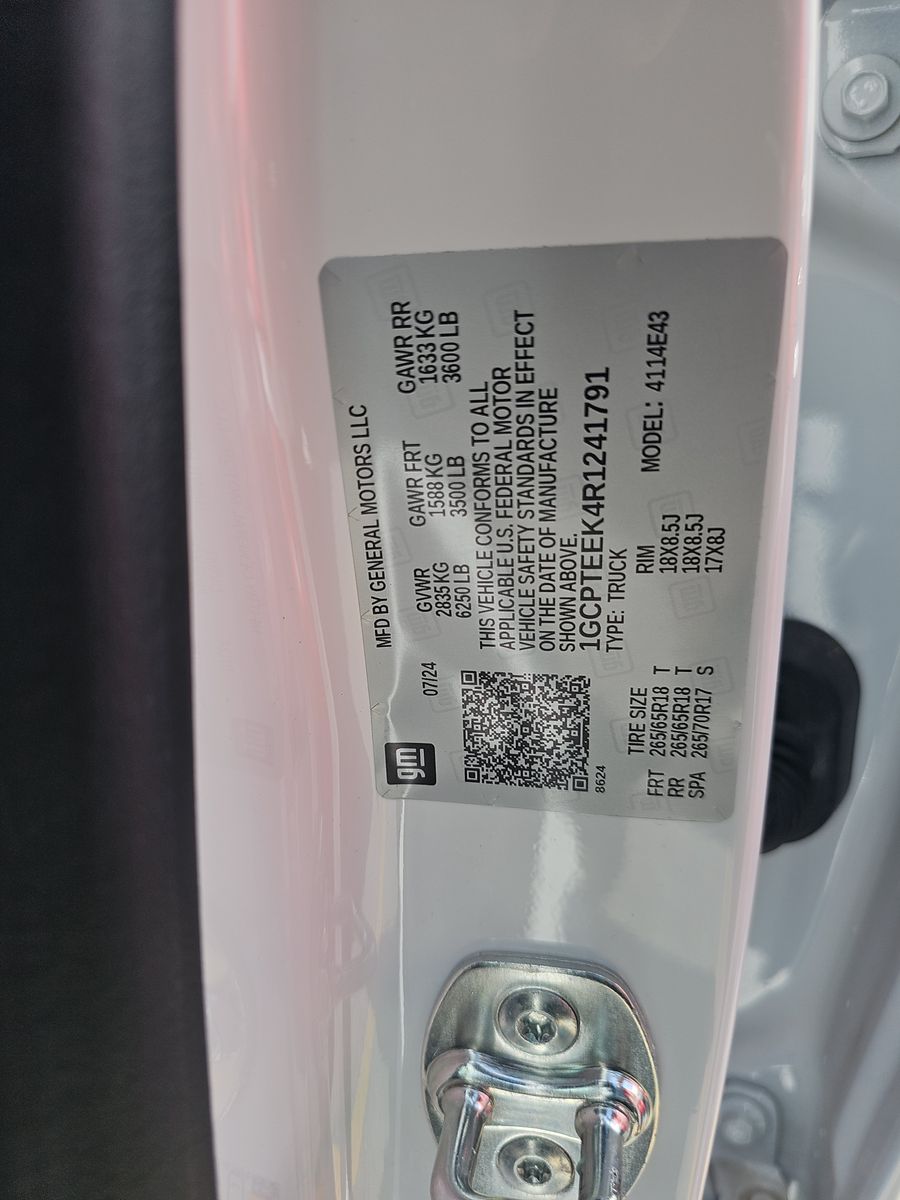 MFD BY GENERAL MOTORS LLC
gm
07/24
GVWR GAWR FRT GAWR RR
2835 KG 1588 KG 1633 KG
6250 LB 3500 LB 3600 LB
THIS VEHICLE CONFORMS TO ALL
APPLICABLE U.S. FEDERAL MOTOR
VEHICLE SAFETY STANDARDS IN EFFECT
ON THE DATE OF MANUFACTURE
SHOWN ABOVE.
1GCPTEEK4R1241791
8624
TYPE: TRUCK
TIRE SIZE RIM MODEL: 4114E43
FRT 265/65R18 T 18X8.5J
RR 265/65R18 T 18X8.5J
SPA 265/70R17 S 17X8J